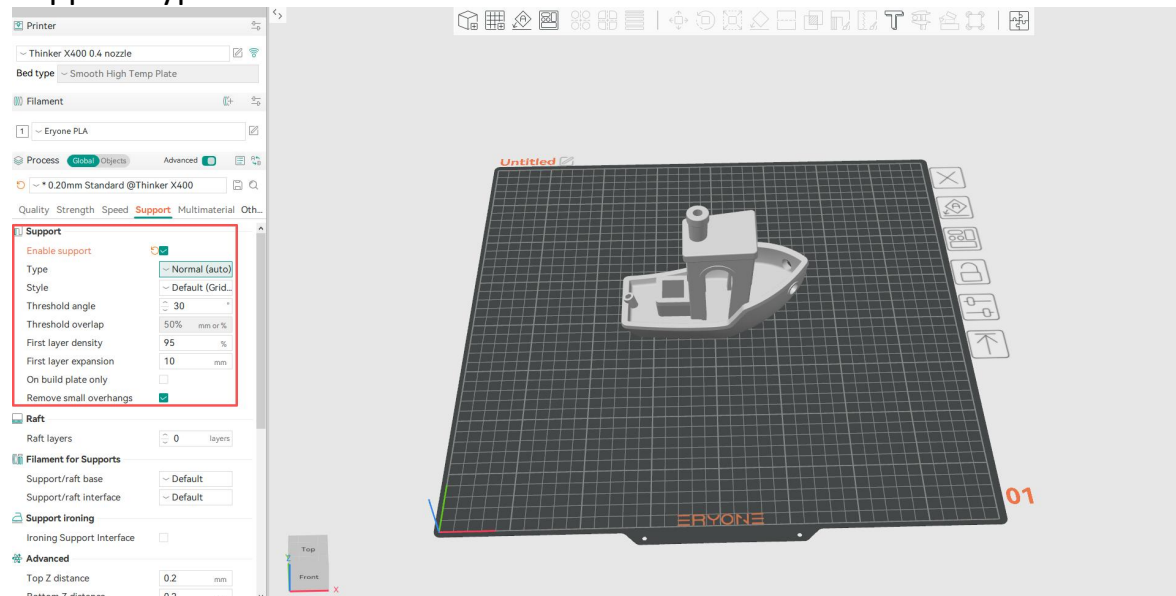 Printer
Thinker X400 0.4 nozzle
Bed type Smooth High Temp Plate
Filament
1 Eryone PLA
Process Global Objects Advanced
* 0.20mm Standard @Thinker X400
Quality Strength Speed Support Multimaterial Oth...
Support
Enable support
Type Normal (auto)
Style Default (Grid...
Threshold angle 30 °
Threshold overlap 50% mm or %
First layer density 95 %
First layer expansion 10 mm
On build plate only
Remove small overhangs
Raft
Raft layers 0 layers
Filament for Supports
Support/raft base Default
Support/raft interface Default
Support ironing
Ironing Support Interface
Advanced
Top Z distance 0.2 mm
Bottom Z distance 0.2
Untitled
ERYONE
01
Top
Front
Z
X